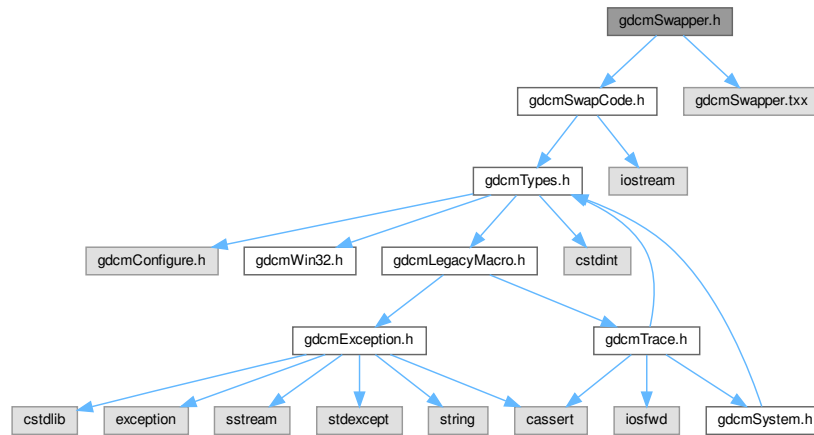 gdcmSwapper.h
gdcmSwapCode.h
gdcmSwapper.txx
gdcmTypes.h
iostream
gdcmConfigure.h
gdcmWin32.h
gdcmLegacyMacro.h
cstdint
gdcmException.h
gdcmTrace.h
cstdlib
exception
sstream
stdexcept
string
cassert
iosfwd
gdcmSystem.h